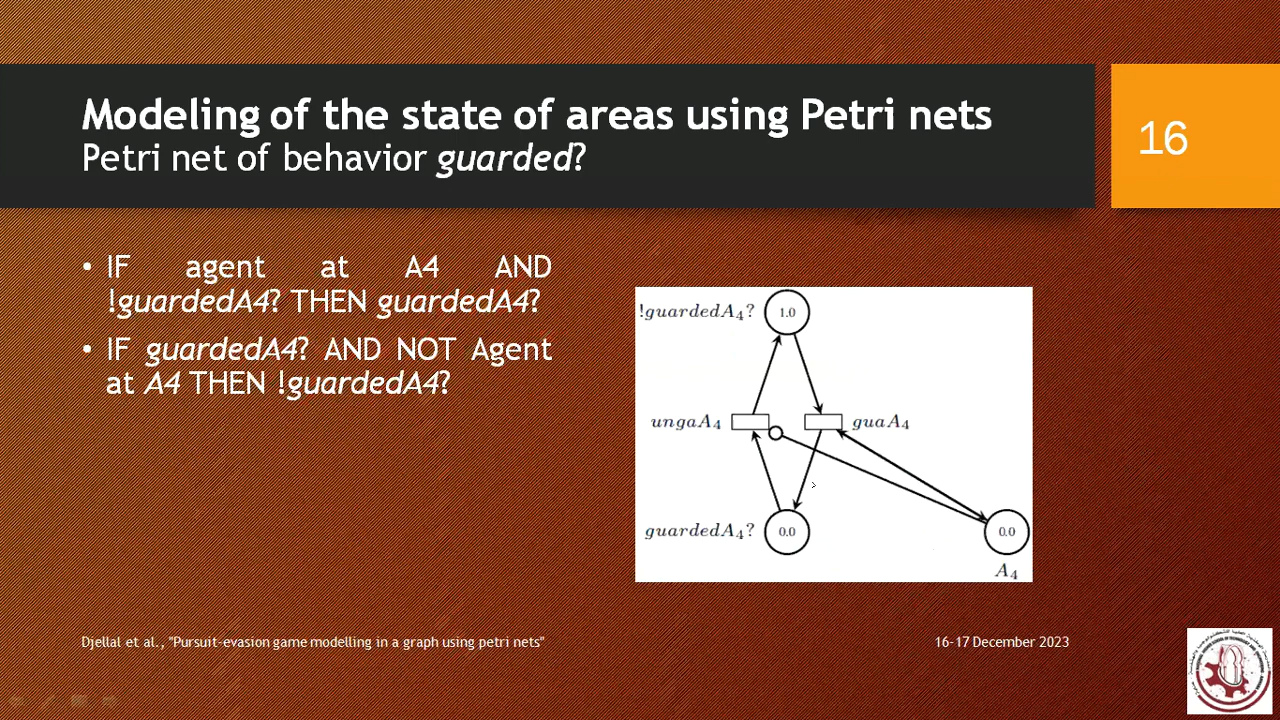 Modeling of the state of areas using Petri nets
Petri net of behavior guarded?
16
• IF agent at A4 AND
!guardedA4? THEN guardedA4?
• IF guardedA4? AND NOT Agent
at A4 THEN !guardedA4?
!guardedA₄?
1.0
ungaA₄
guaA₄
guardedA₄?
0.0
0.0
A₄
Djellal et al., "Pursuit-evasion game modelling in a graph using petri nets"
16-17 December 2023